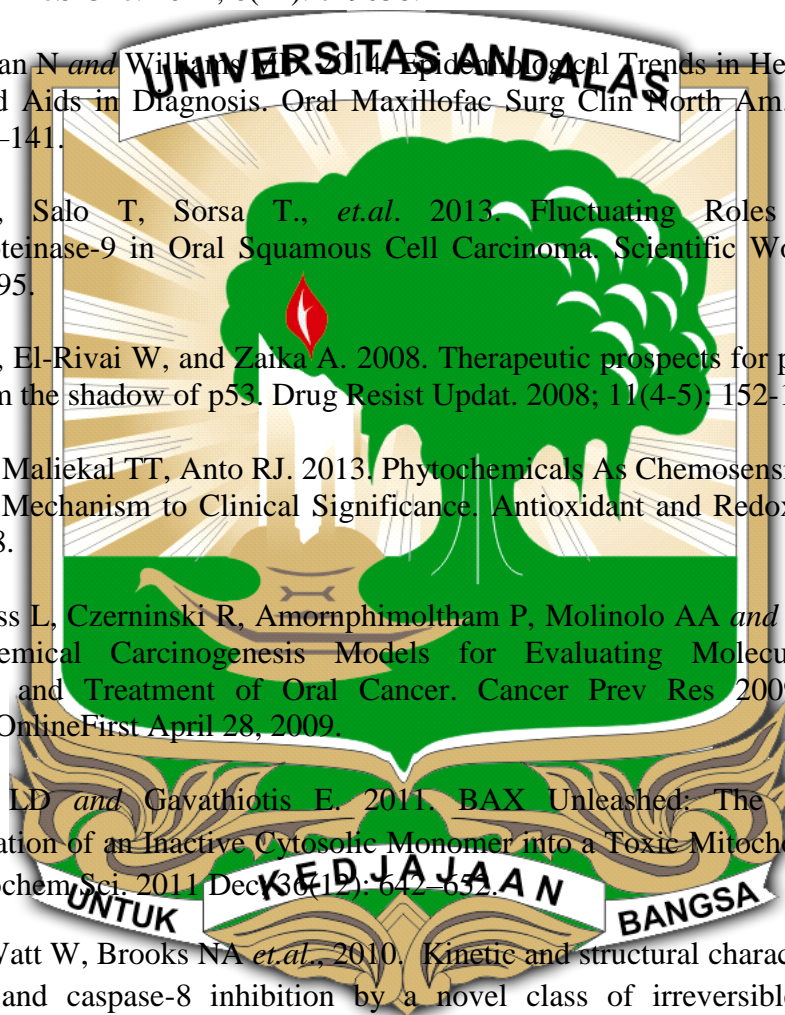 UNIVERSITAS ANDALAS
an N and Williams MD. 2014. Epidemiological Trends in He
d Aids in Diagnosis. Oral Maxillofac Surg Clin North Am.
–141.
, Salo T, Sorsa T., et.al. 2013. Fluctuating Roles
oteinase-9 in Oral Squamous Cell Carcinoma. Scientific Wo
95.
, El-Rivai W, and Zaika A. 2008. Therapeutic prospects for p
m the shadow of p53. Drug Resist Updat. 2008; 11(4-5): 152-1
Maliekal TT, Anto RJ. 2013. Phytochemicals As Chemosensi
Mechanism to Clinical Significance. Antioxidant and Redox
8.
ss L, Czerninski R, Amornphimoltham P, Molinolo AA and
emical Carcinogenesis Models for Evaluating Molecu
and Treatment of Oral Cancer. Cancer Prev Res 2009
OnlineFirst April 28, 2009.
LD and Gavathiotis E. 2011. BAX Unleashed: The
ation of an Inactive Cytosolic Monomer into a Toxic Mitoche
ochem Sci. 2011 Dec; 36(12): 642–652.
UNTUK KEDJAJAAN BANGSA
Watt W, Brooks NA et.al., 2010. Kinetic and structural charac
and caspase-8 inhibition by a novel class of irreversible